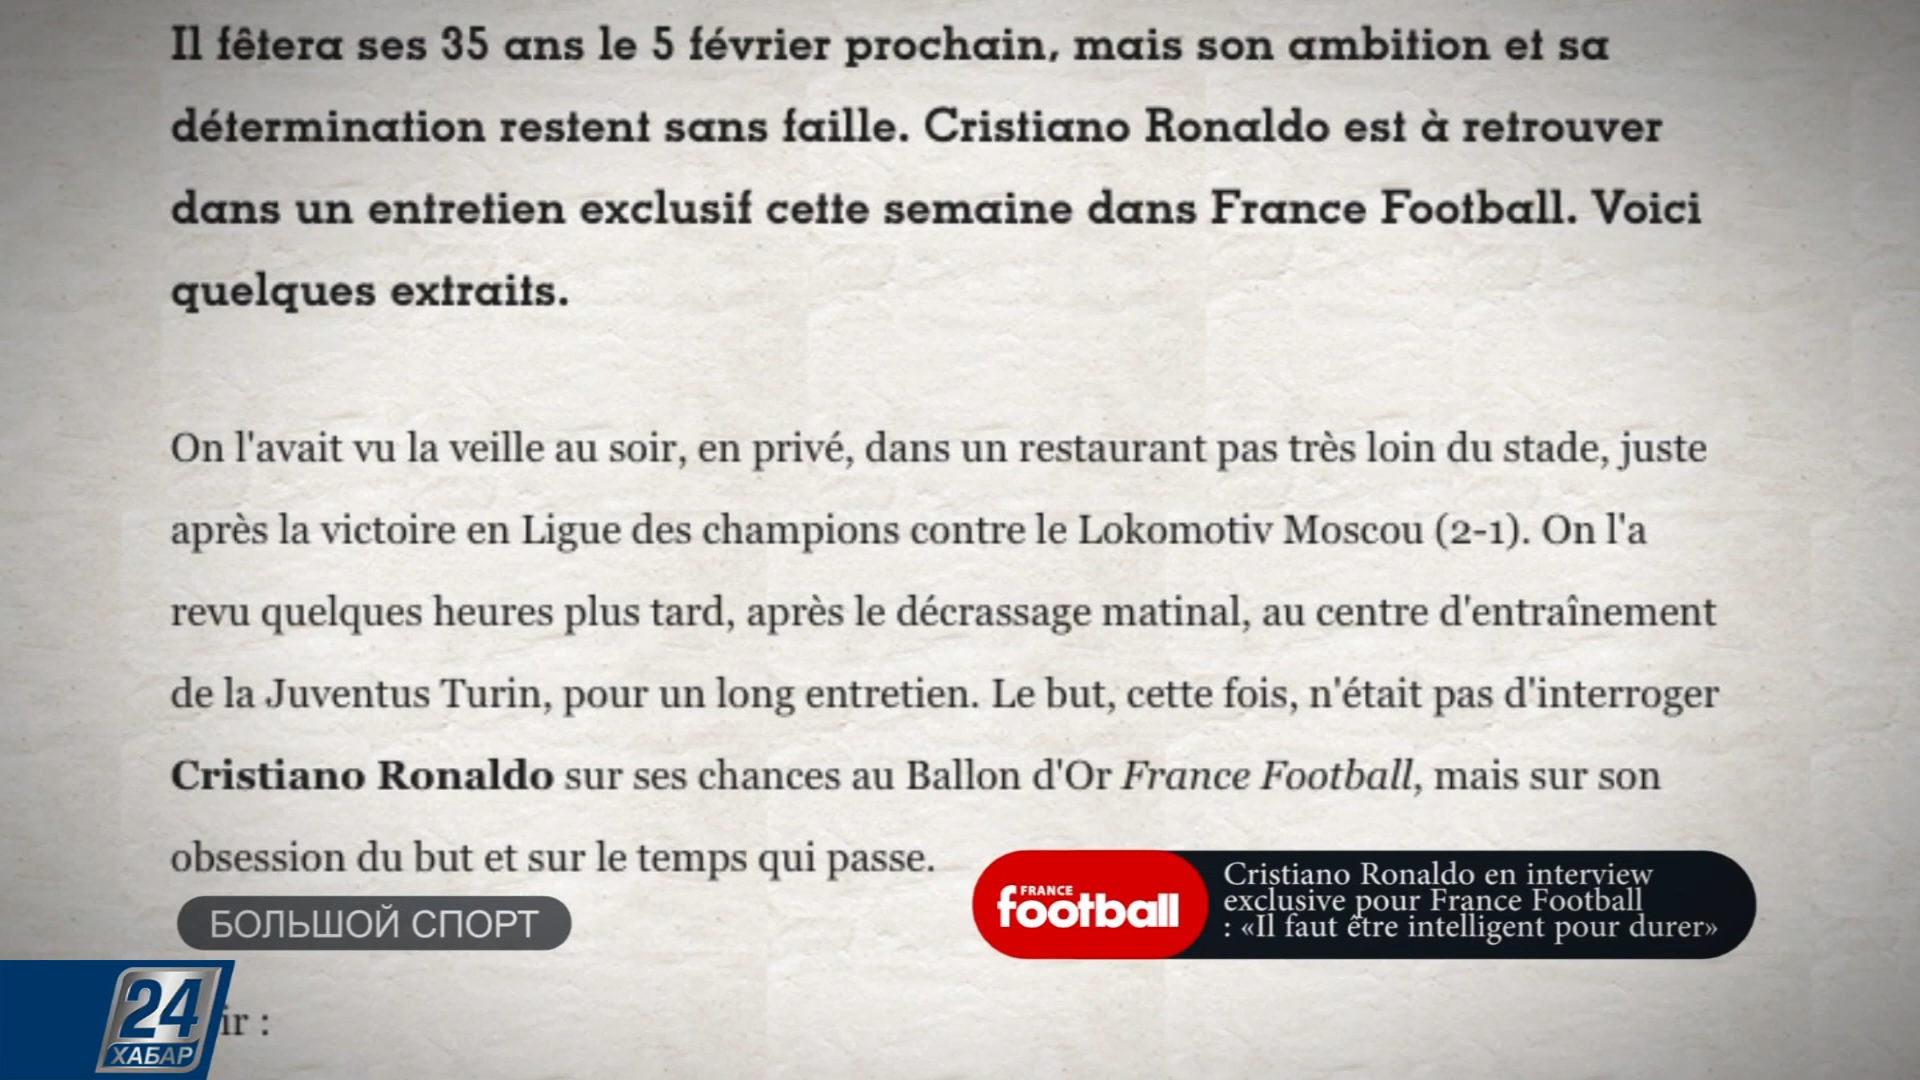 Il fêtera ses 35 ans le 5 février prochain, mais son ambition et sa
détermination restent sans faille. Cristiano Ronaldo est à retrouver
dans un entretien exclusif cette semaine dans France Football. Voici
quelques extraits.
On l'avait vu la veille au soir, en privé, dans un restaurant pas très loin du stade, juste
après la victoire en Ligue des champions contre le Lokomotiv Moscou (2-1). On l'a
revu quelques heures plus tard, après le décrassage matinal, au centre d'entraînement
de la Juventus Turin, pour un long entretien. Le but, cette fois, n'était pas d'interroger
Cristiano Ronaldo sur ses chances au Ballon d'Or France Football, mais sur son
obsession du but et sur le temps qui passe.
FRANCE
football
Cristiano Ronaldo en interview
exclusive pour France Football
: «Il faut être intelligent pour durer»
БОЛЬШОЙ СПОРТ
24
ХАБАР
: